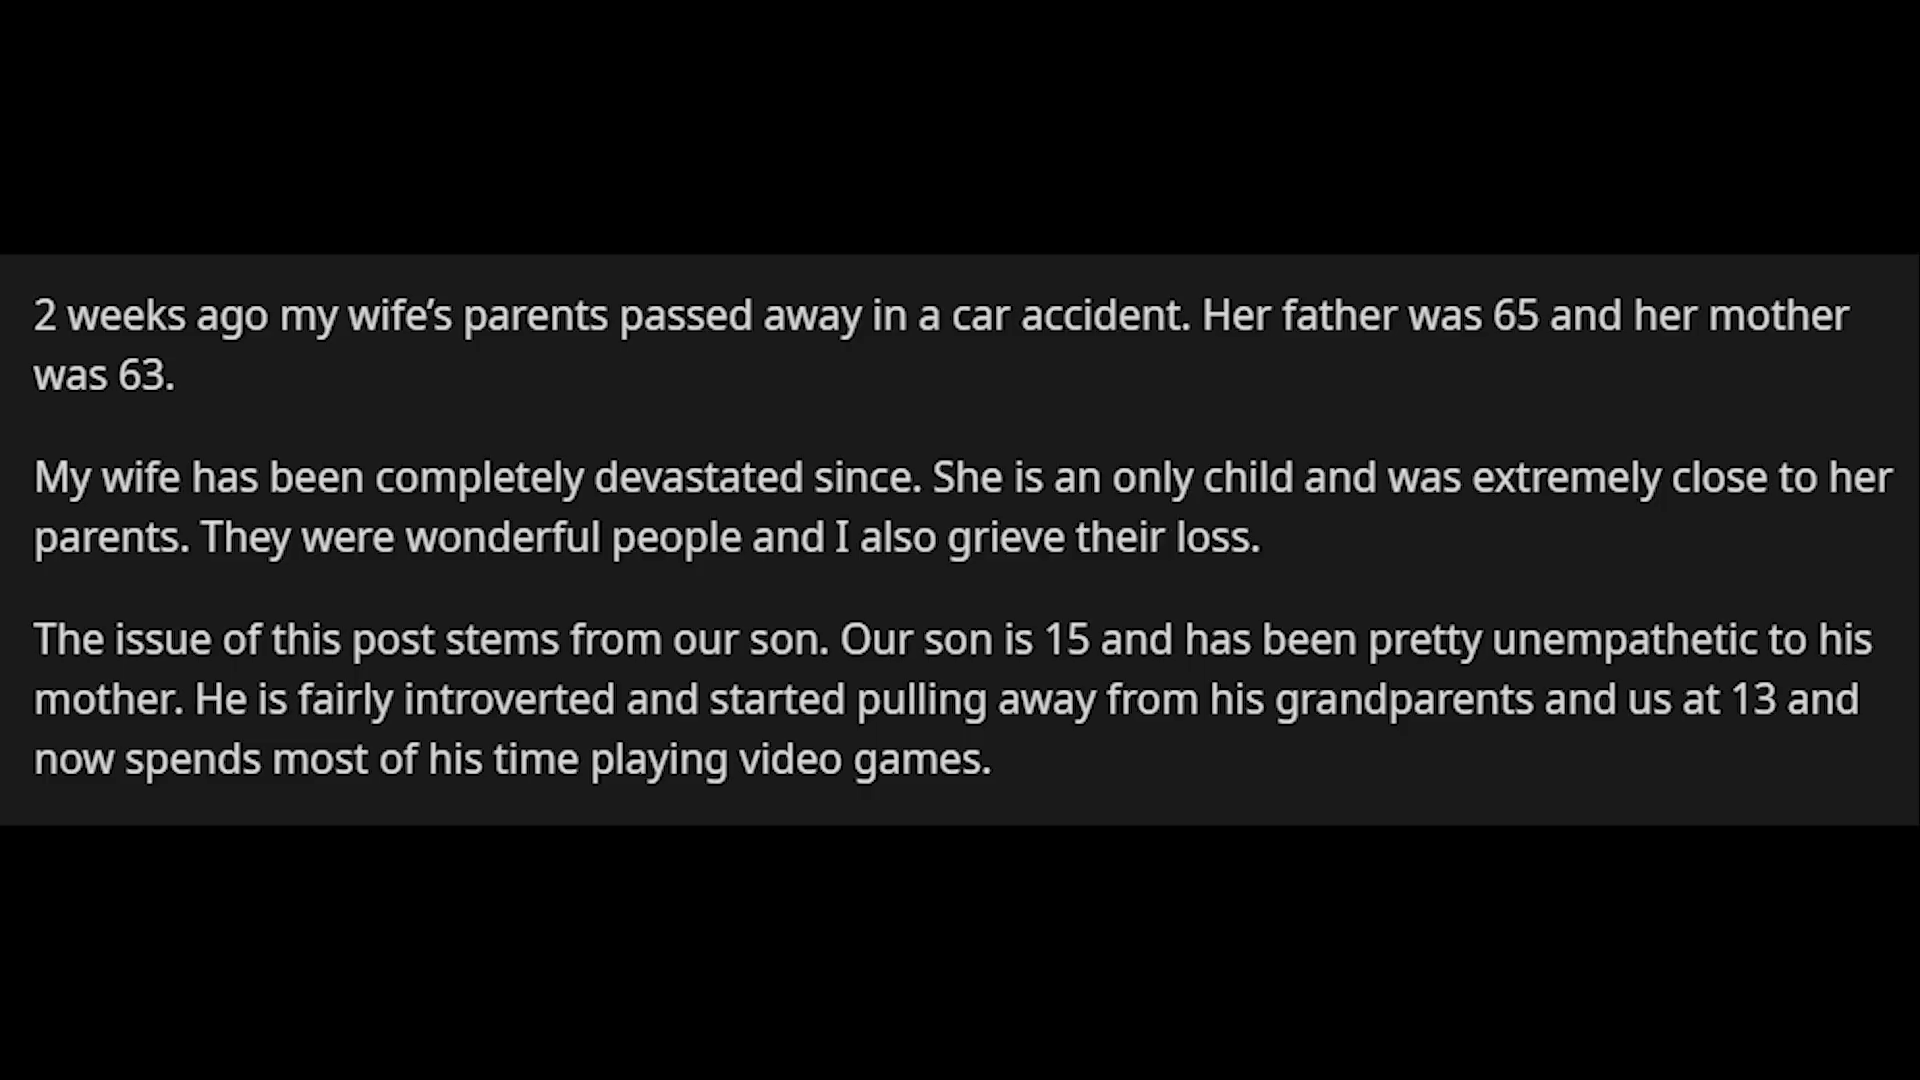 2 weeks ago my wife’s parents passed away in a car accident. Her father was 65 and her mother
was 63.
My wife has been completely devastated since. She is an only child and was extremely close to her
parents. They were wonderful people and I also grieve their loss.
The issue of this post stems from our son. Our son is 15 and has been pretty unempathetic to his
mother. He is fairly introverted and started pulling away from his grandparents and us at 13 and
now spends most of his time playing video games.